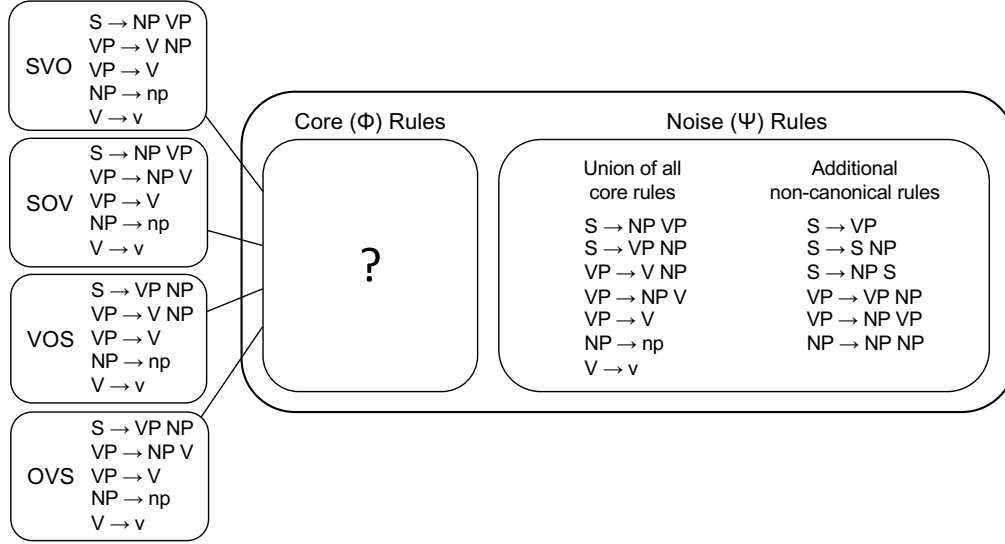 SVO
S → NP VP
VP → V NP
VP → V
NP → np
V → v
SOV
S → NP VP
VP → NP V
VP → V
NP → np
V → v
VOS
S → VP NP
VP → V NP
VP → V
NP → np
V → v
OVS
S → VP NP
VP → NP V
VP → V
NP → np
V → v
Core (Φ) Rules
?
Noise (Ψ) Rules
Union of all
core rules
S → NP VP
S → VP NP
VP → V NP
VP → NP V
VP → V
NP → np
V → v
Additional
non-canonical rules
S → VP
S → S NP
S → NP S
VP → VP NP
VP → NP VP
NP → NP NP